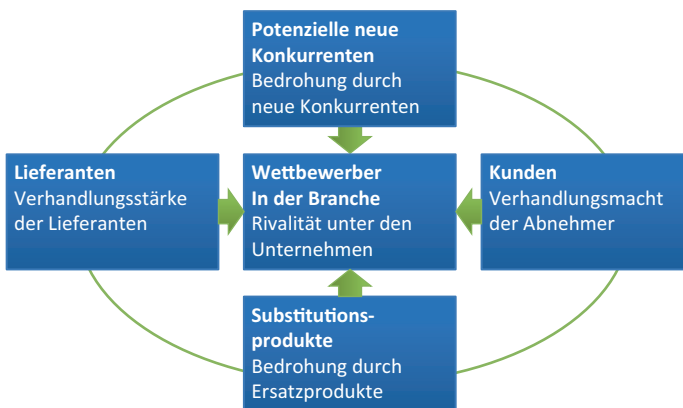 Potenzielle neue
Konkurrenten
Bedrohung durch
neue Konkurrenten
Lieferanten
Verhandlungsstärke
der Lieferanten
Wettbewerber
In der Branche
Rivalität unter den
Unternehmen
Kunden
Verhandlungsmacht
der Abnehmer
Substitutions-
produkte
Bedrohung durch
Ersatzprodukte